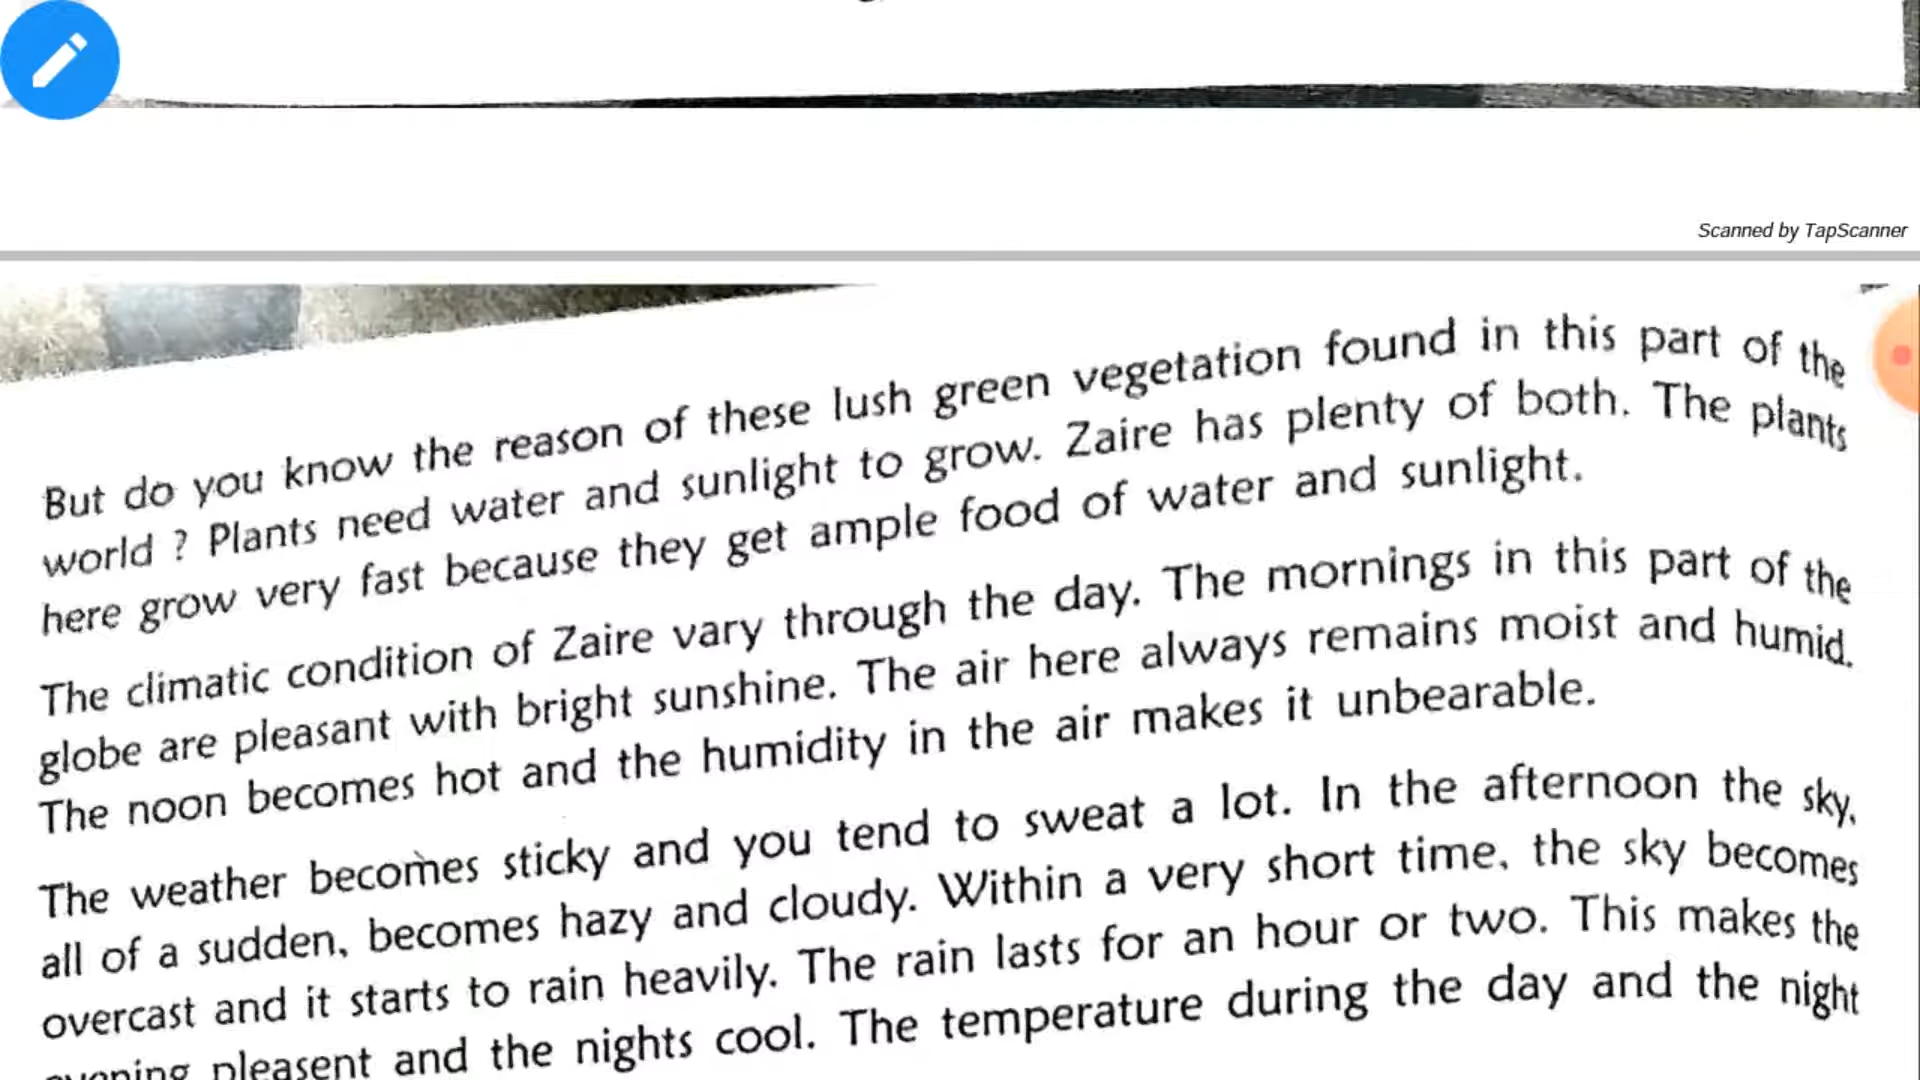 Scanned by TapScanner
But do you know the reason of these lush green vegetation found in this part of the
world ? Plants need water and sunlight to grow. Zaire has plenty of both. The plants
here grow very fast because they get ample food of water and sunlight.
The climatic condition of Zaire vary through the day. The mornings in this part of the
globe are pleasant with bright sunshine. The air here always remains moist and humid.
The noon becomes hot and the humidity in the air makes it unbearable.
The weather becomes sticky and you tend to sweat a lot. In the afternoon the sky,
all of a sudden, becomes hazy and cloudy. Within a very short time, the sky becomes
overcast and it starts to rain heavily. The rain lasts for an hour or two. This makes the
evening pleasent and the nights cool. The temperature during the day and the night